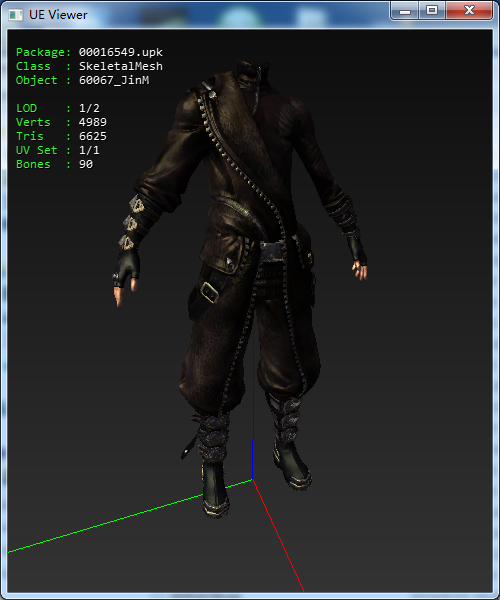 UE Viewer
Package: 00016549.upk
Class : SkeletalMesh
Object : 60067_JinM
LOD : 1/2
Verts : 4989
Tris : 6625
UV Set : 1/1
Bones : 90